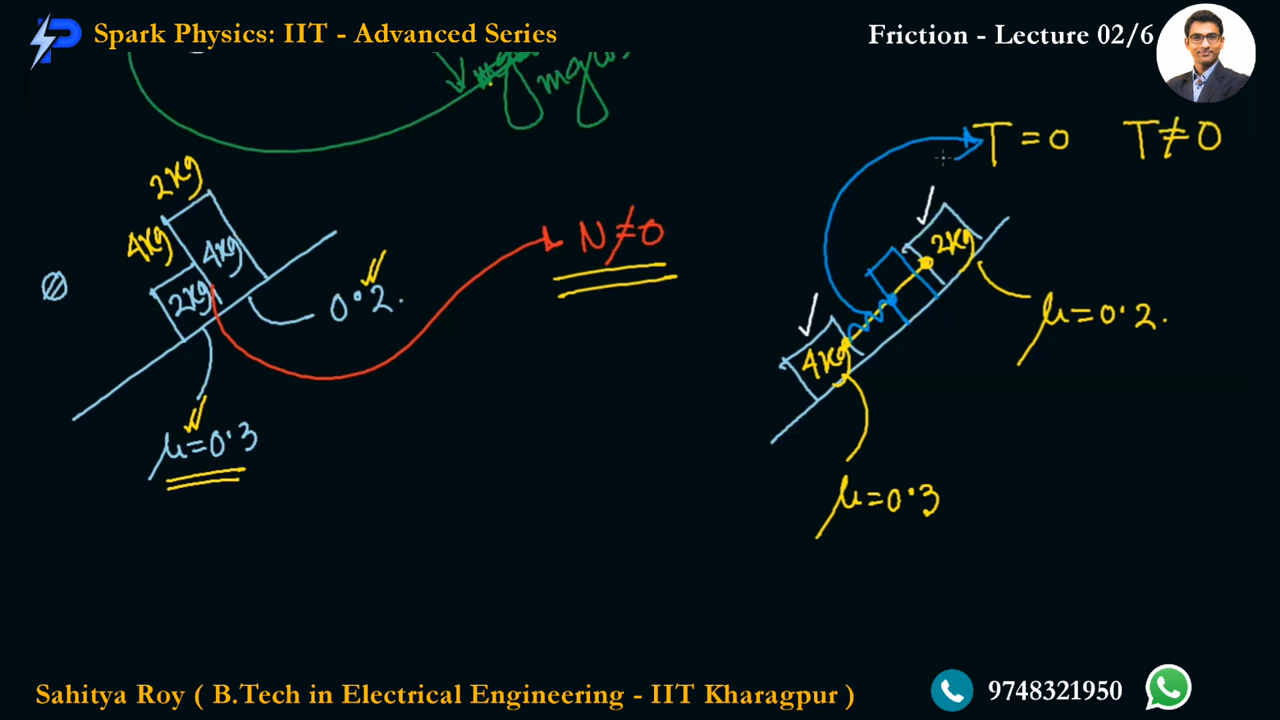 Spark Physics: IIT - Advanced Series
Friction - Lecture 02/6
mg
T = 0 T ≠ 0
2kg
4kg
4kg
2kg
N ≠ 0
0.2.
μ=0.3
2kg
4kg
μ=0.2.
μ=0.3
Sahitya Roy ( B.Tech in Electrical Engineering - IIT Kharagpur )
9748321950